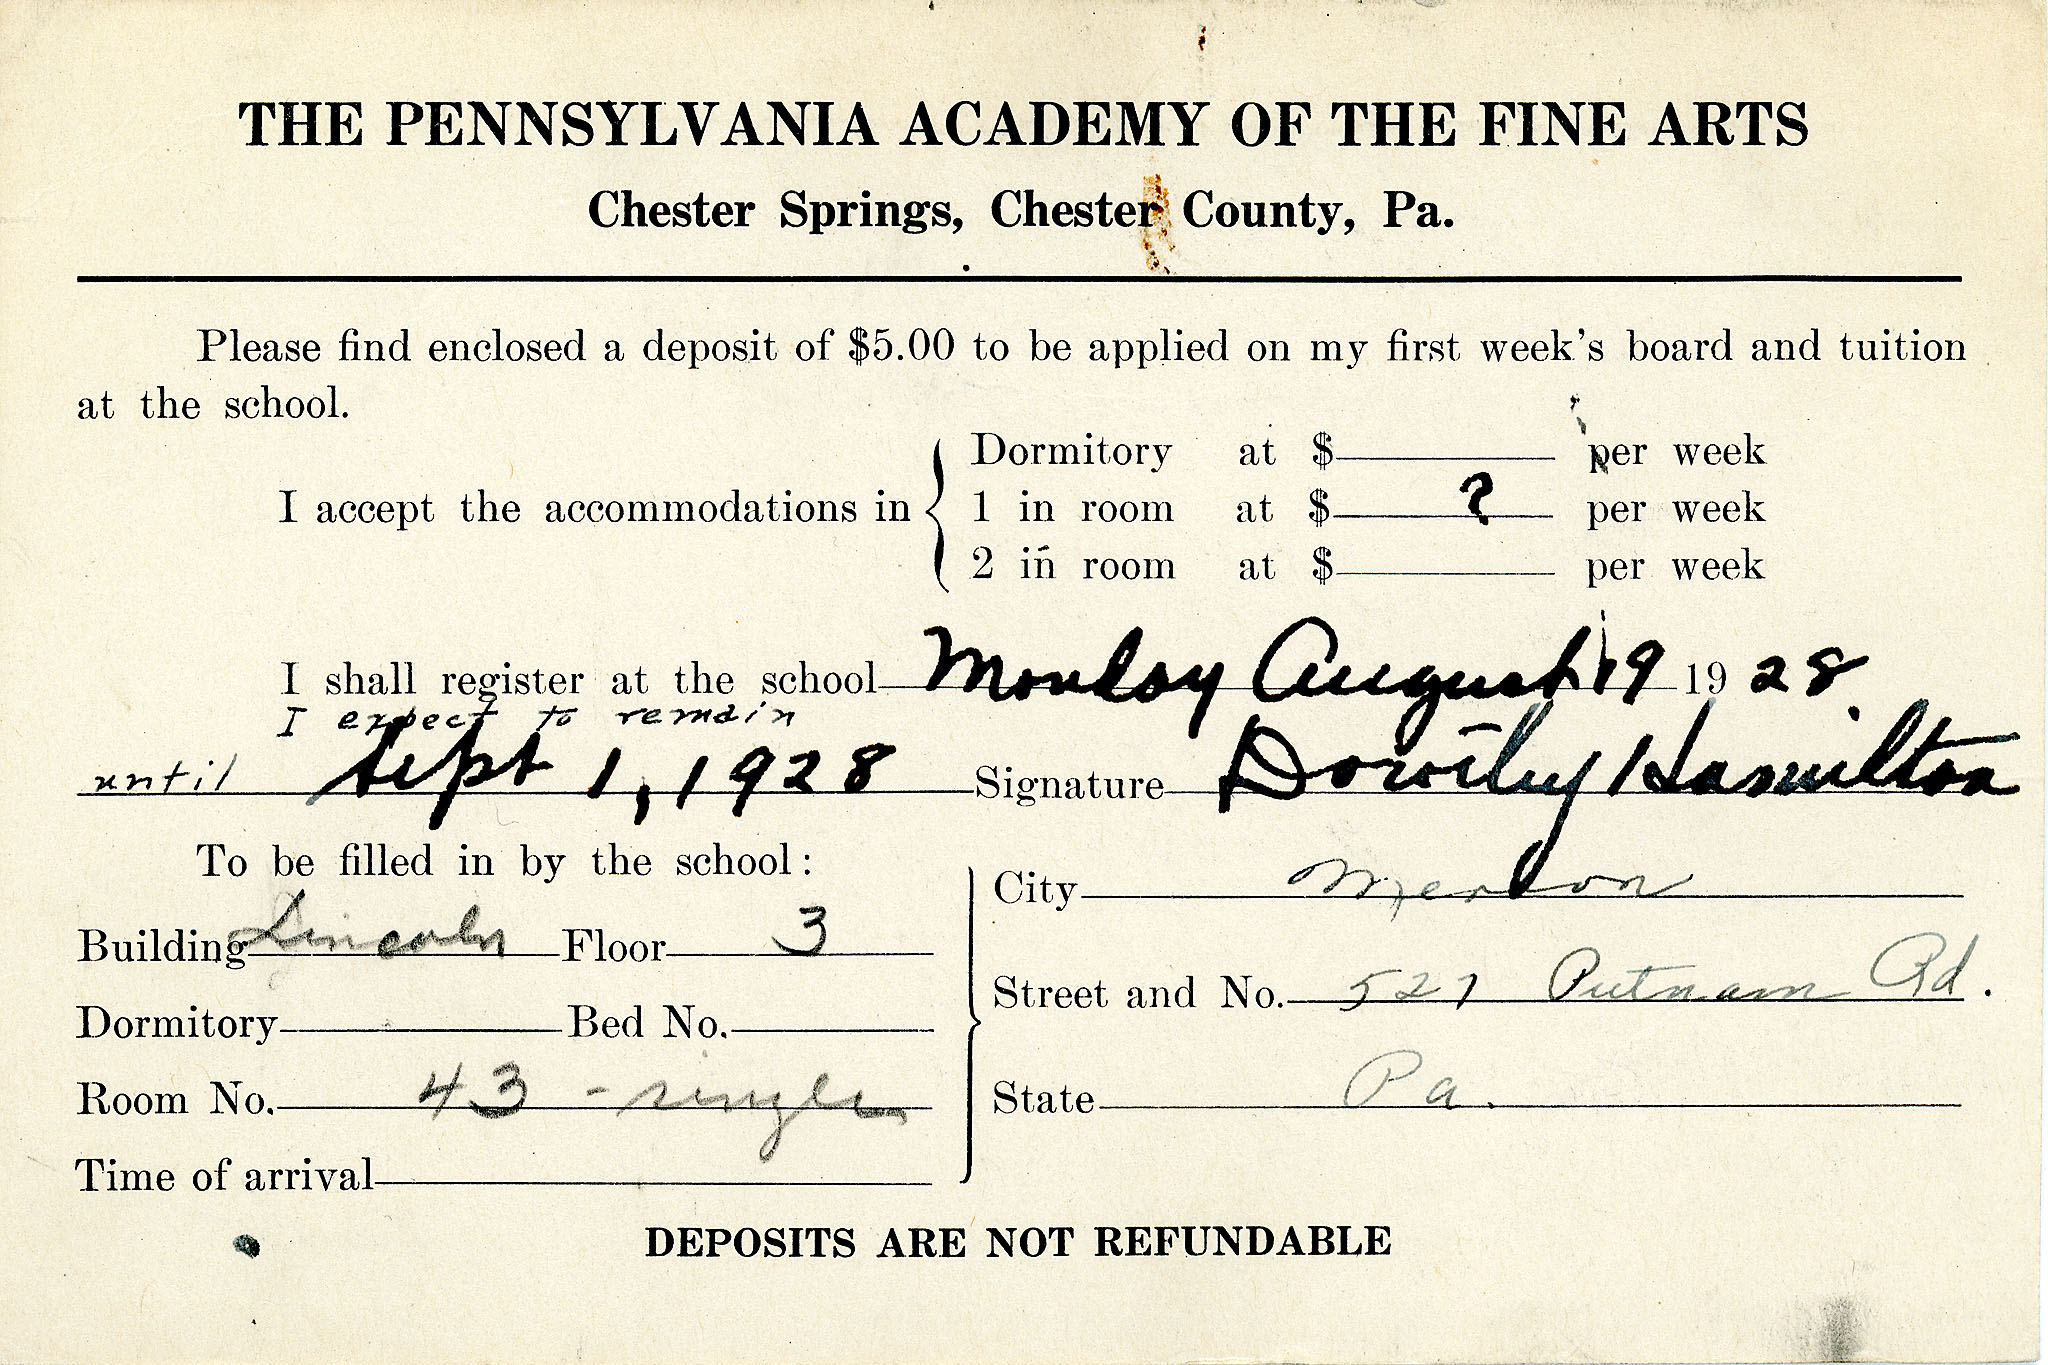 THE PENNSYLVANIA ACADEMY OF THE FINE ARTS
Chester Springs, Chester County, Pa.
Please find enclosed a deposit of $5.00 to be applied on my first week's board and tuition
at the school.
Dormitory at $ per week
I accept the accommodations in 1 in room at $ ? per week
2 in room at $ per week
I shall register at the school Monday August 19 1928.
I expect to remain
until Sept 1, 1928 Signature Dorothy Hamilton
To be filled in by the school:
City Merion
Building Lincoln Floor 3
Street and No. 527 Putnam Rd.
Dormitory Bed No.
Room No. 43 - single
State Pa.
Time of arrival
DEPOSITS ARE NOT REFUNDABLE